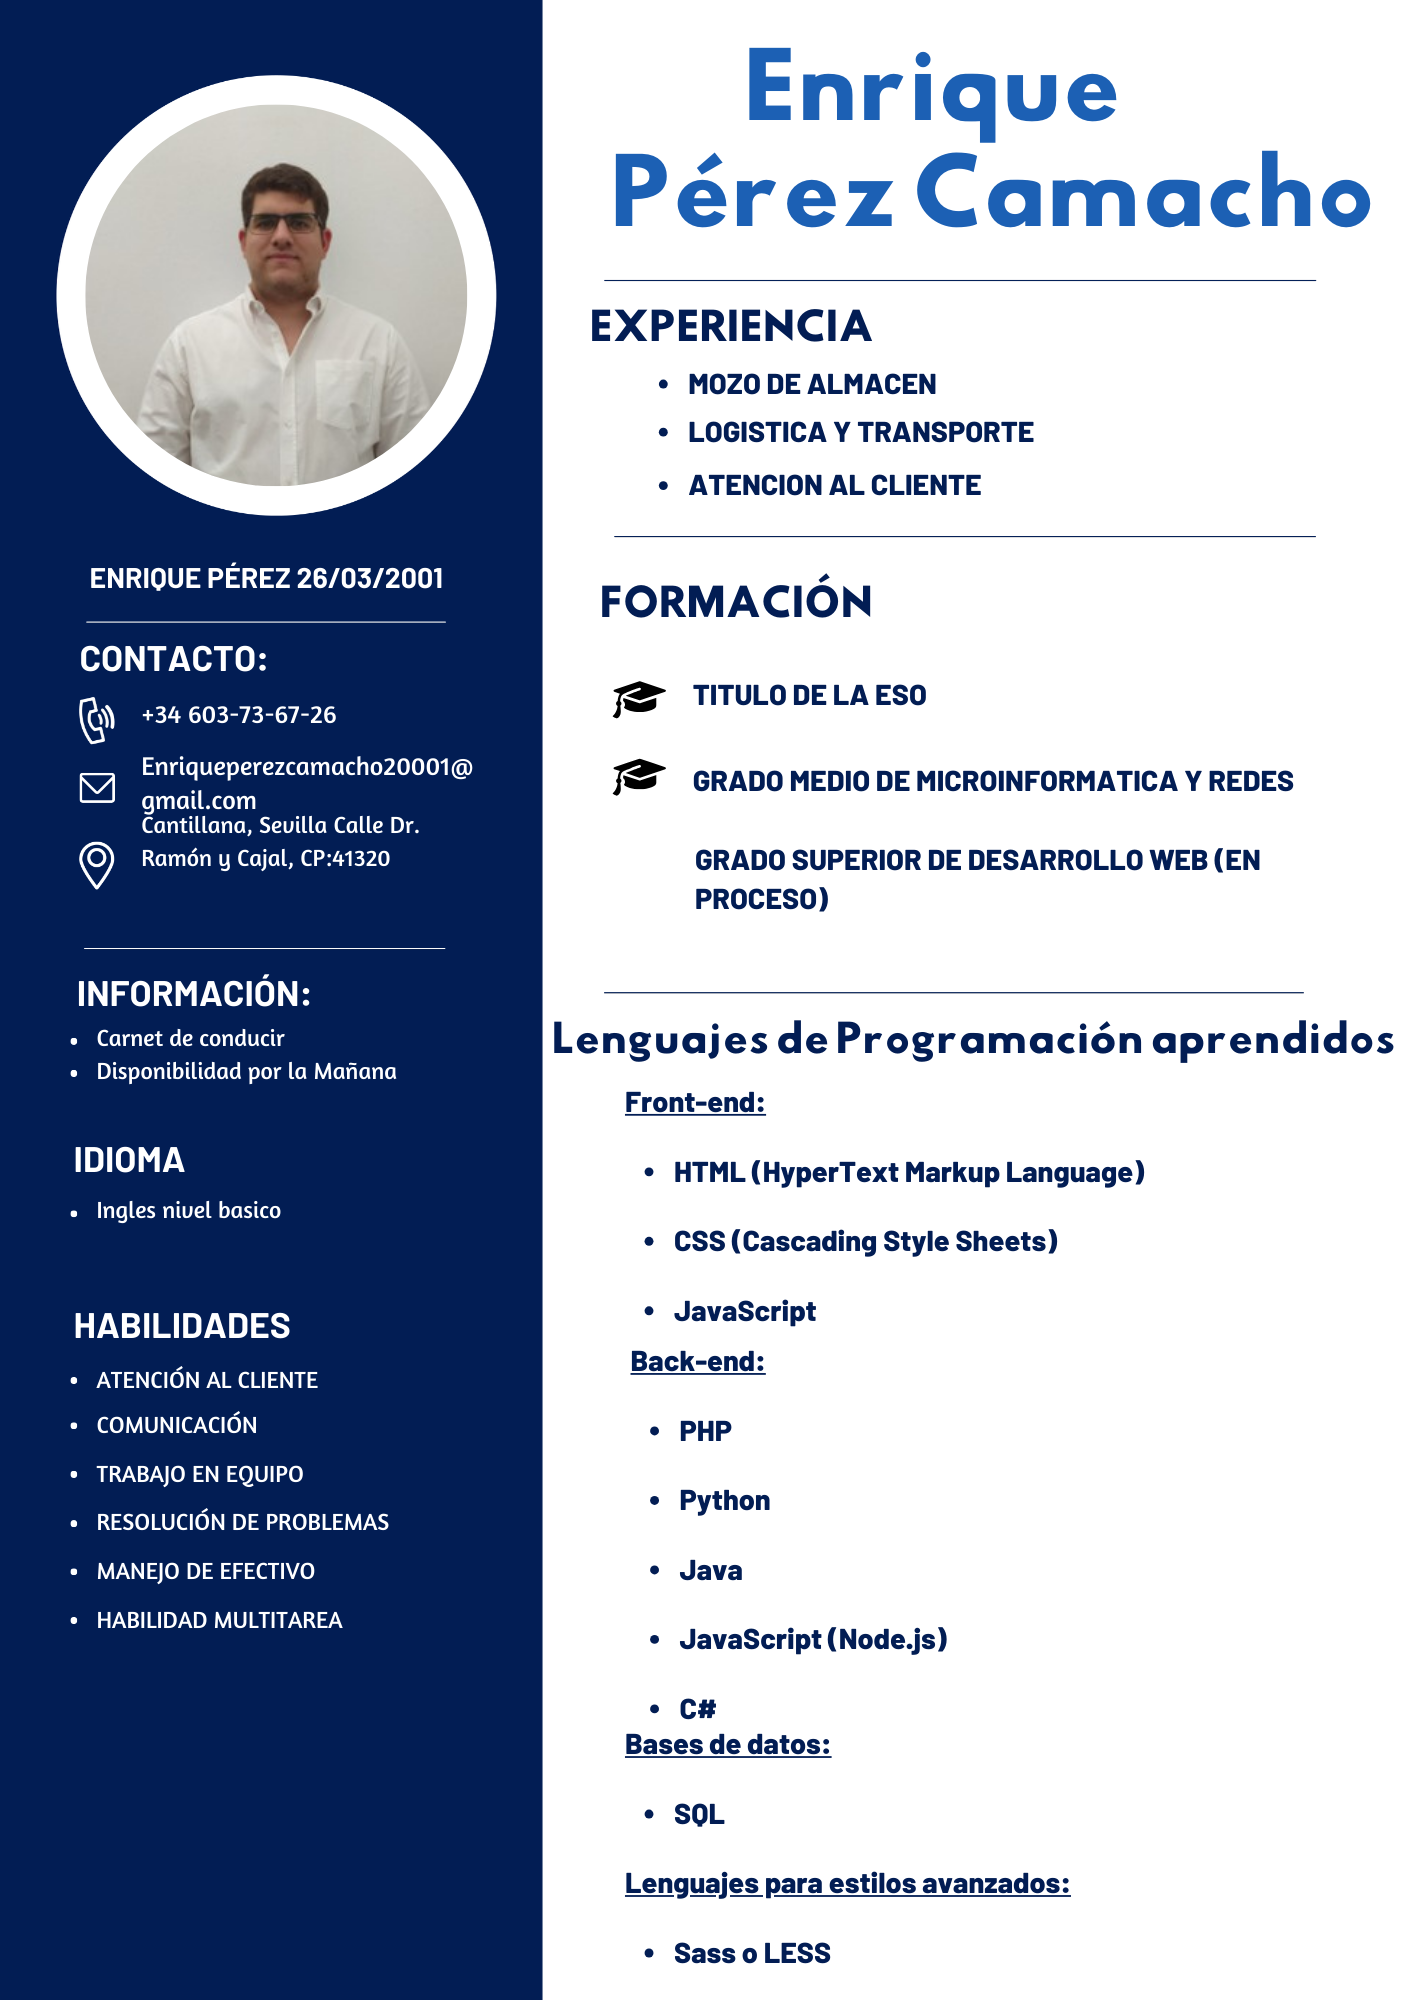 Enrique
Pérez Camacho
ENRIQUE PÉREZ 26/03/2001
CONTACTO:
+34 603-73-67-26
Enriqueperezcamacho20001@
gmail.com
Cantillana, Sevilla Calle Dr.
Ramón y Cajal, CP:41320
INFORMACIÓN:
• Carnet de conducir
• Disponibilidad por la Mañana
IDIOMA
• Ingles nivel basico
HABILIDADES
• ATENCIÓN AL CLIENTE
• COMUNICACIÓN
• TRABAJO EN EQUIPO
• RESOLUCIÓN DE PROBLEMAS
• MANEJO DE EFECTIVO
• HABILIDAD MULTITAREA
EXPERIENCIA
• MOZO DE ALMACEN
• LOGISTICA Y TRANSPORTE
• ATENCION AL CLIENTE
FORMACIÓN
TITULO DE LA ESO
GRADO MEDIO DE MICROINFORMATICA Y REDES
GRADO SUPERIOR DE DESARROLLO WEB (EN
PROCESO)
Lenguajes de Programación aprendidos
Front-end:
• HTML (HyperText Markup Language)
• CSS (Cascading Style Sheets)
• JavaScript
Back-end:
• PHP
• Python
• Java
• JavaScript (Node.js)
• C#
Bases de datos:
• SQL
Lenguajes para estilos avanzados:
• Sass o LESS